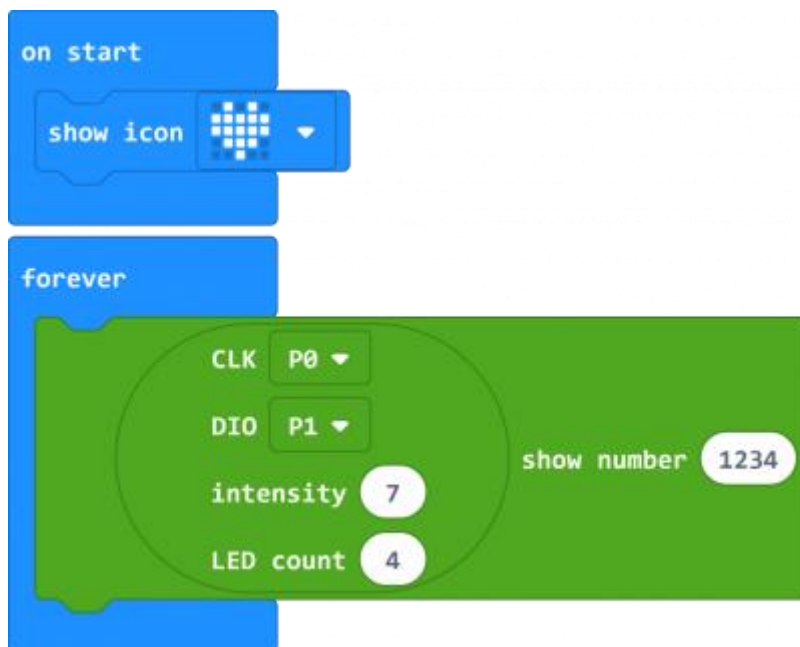 on start
show icon
forever
CLK P0
DIO P1
intensity 7
LED count 4
show number 1234